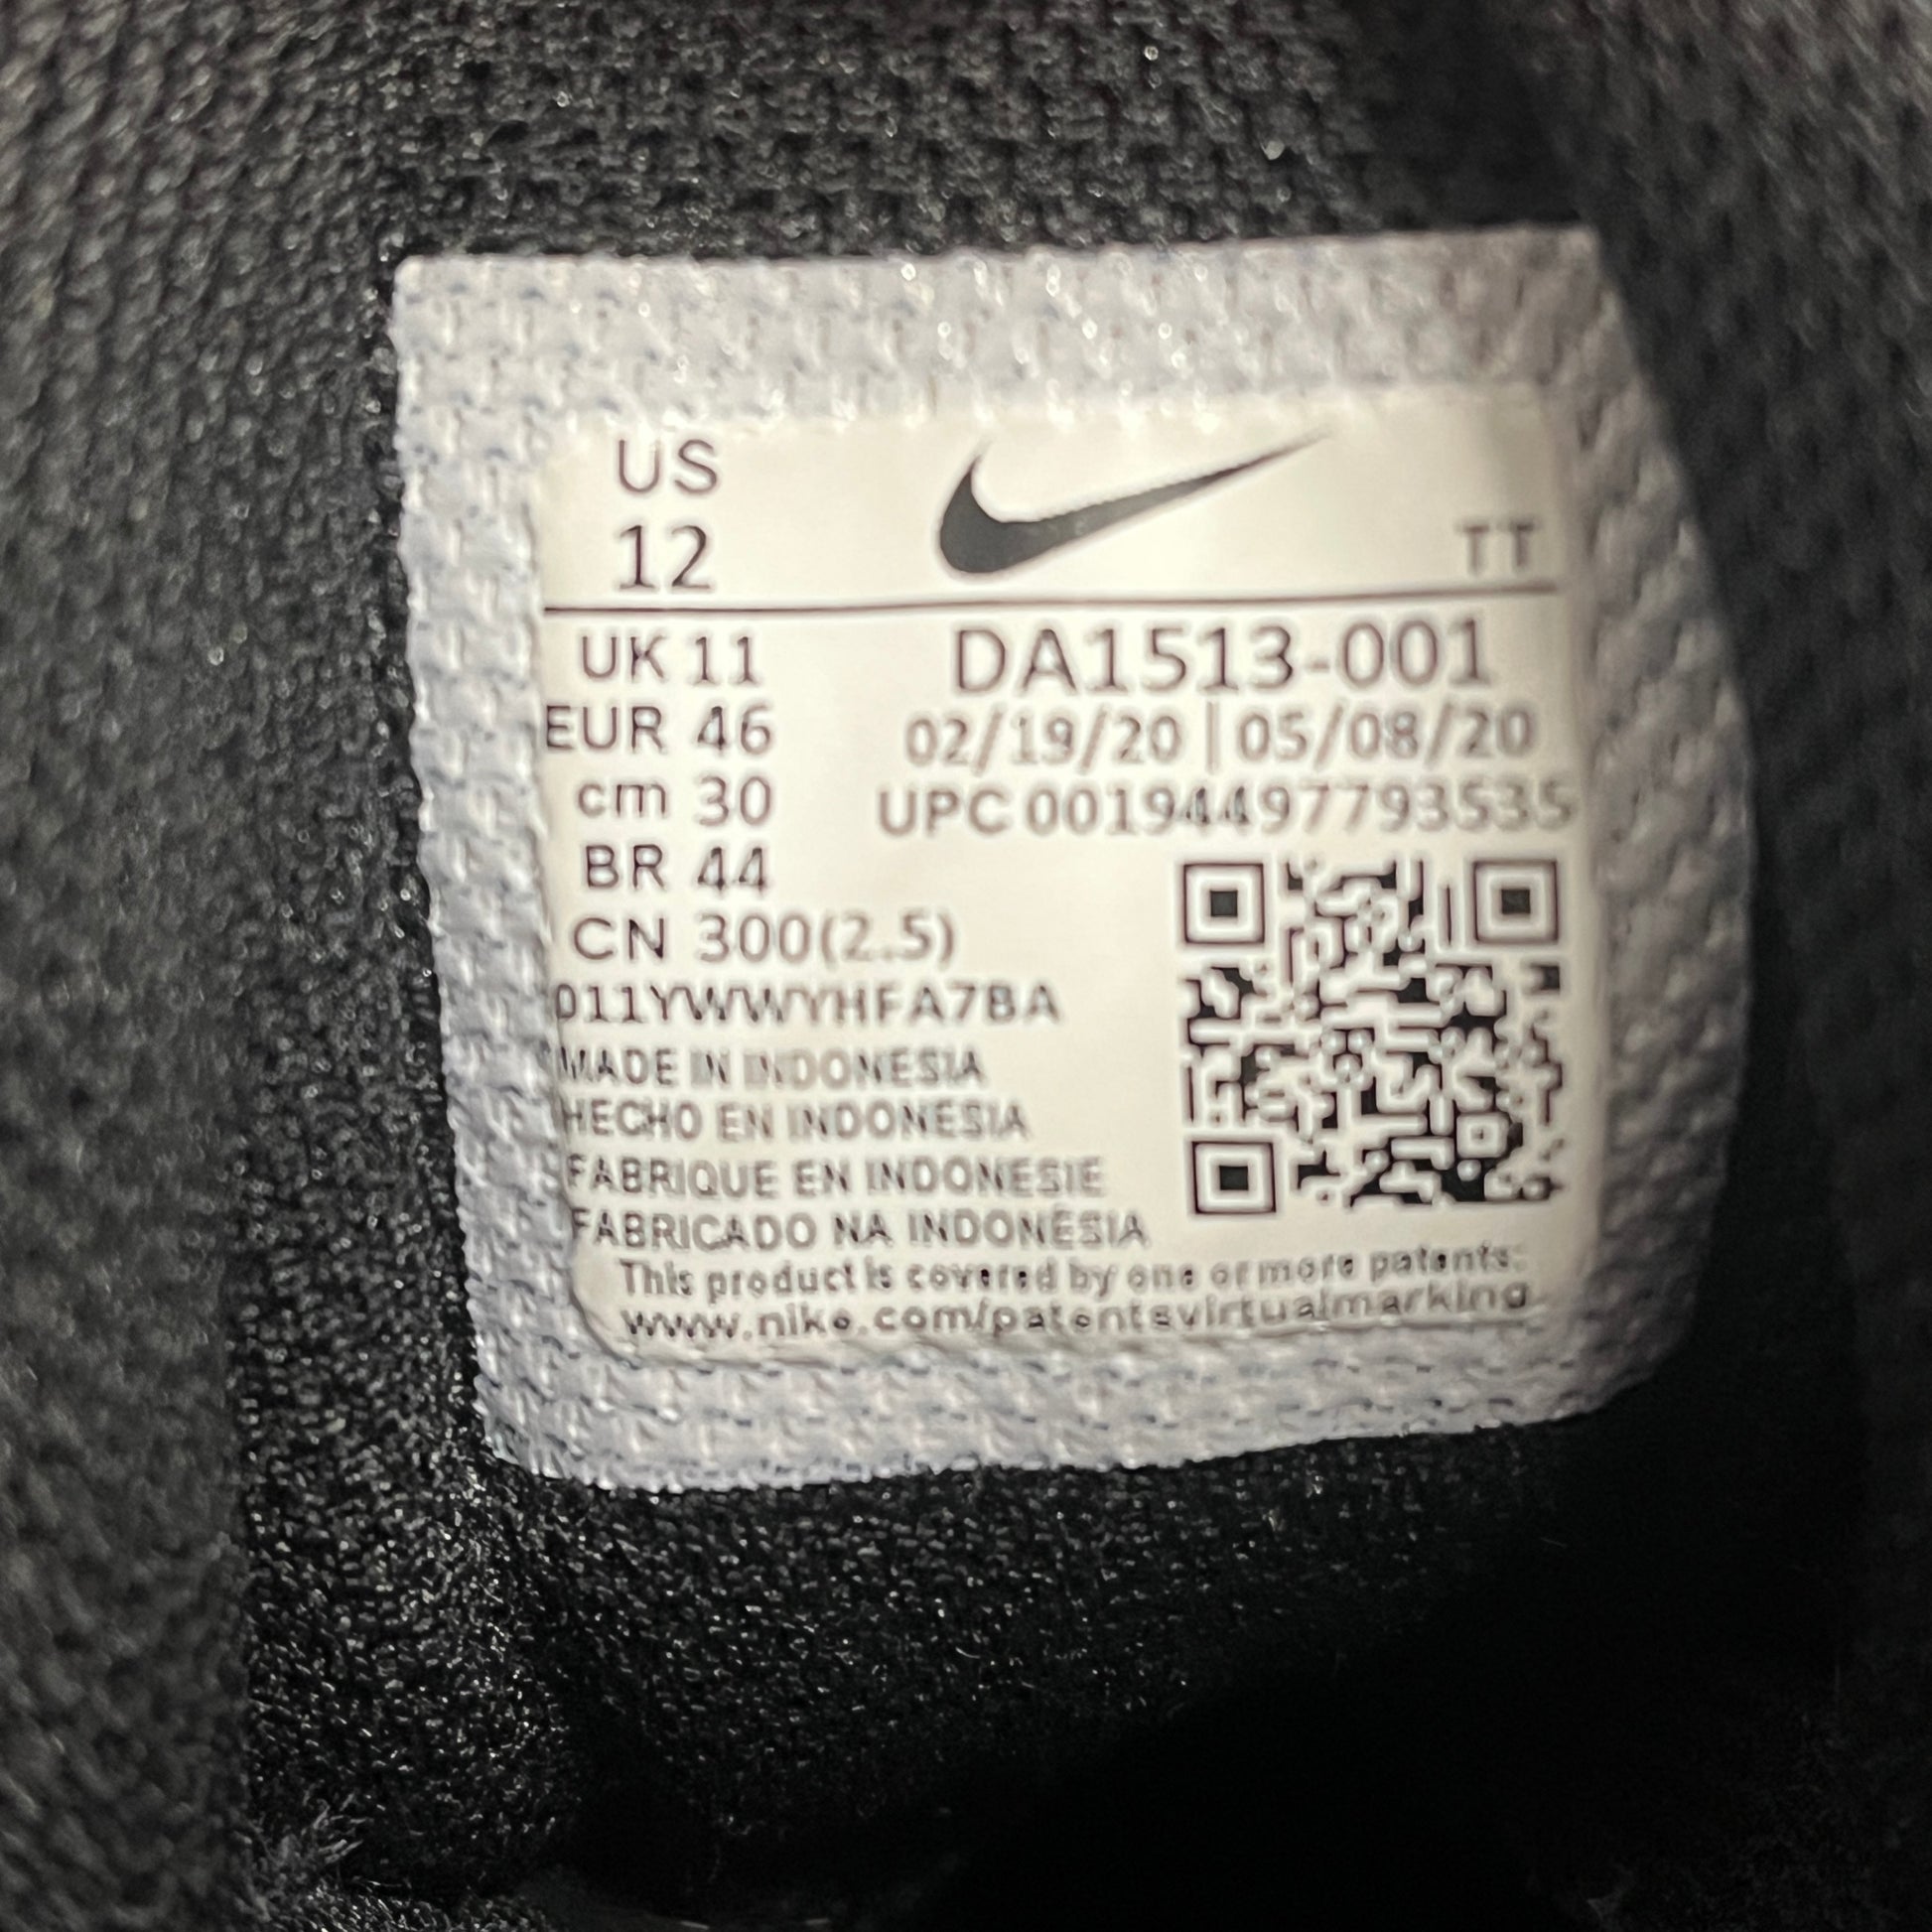 US
12
TT
UK 11
EUR 46
cm 30
BR 44
CN 300(2.5)
DA1513-001
02/19/20 | 05/08/20
UPC 00194497793535
011YWWYHFA7BA
MADE IN INDONESIA
HECHO EN INDONESIA
FABRIQUE EN INDONESIE
FABRICADO NA INDONÉSIA
This product is covered by one or more patents:
www.nike.com/patentsvirtualmarking